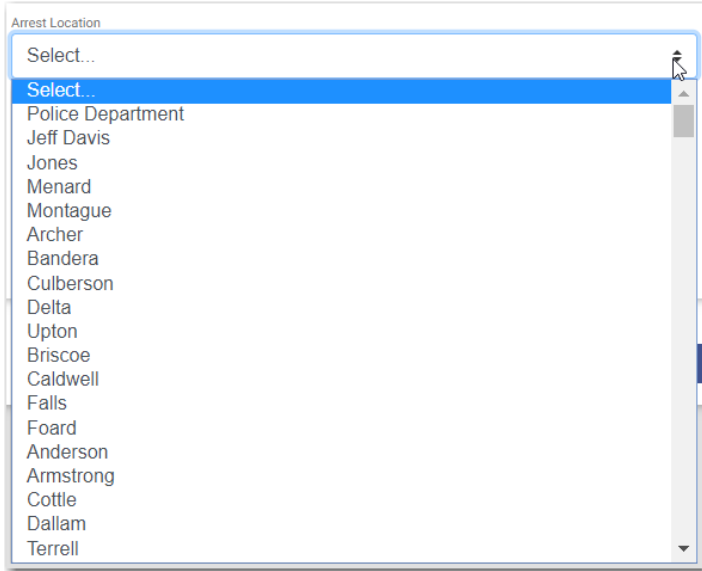 Arrest Location
Select...
Select...
Police Department
Jeff Davis
Jones
Menard
Montague
Archer
Bandera
Culberson
Delta
Upton
Briscoe
Caldwell
Falls
Foard
Anderson
Armstrong
Cottle
Dallam
Terrell